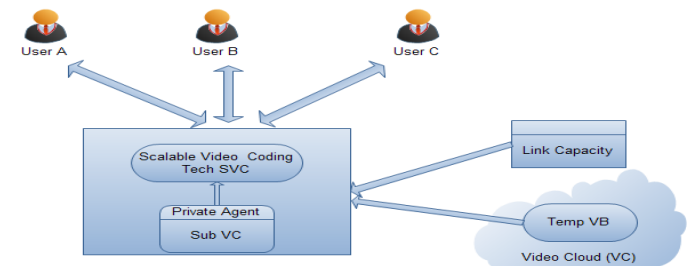 User A
User B
User C
Scalable Video Coding
Tech SVC
Private Agent
Sub VC
Link Capacity
Temp VB
Video Cloud (VC)